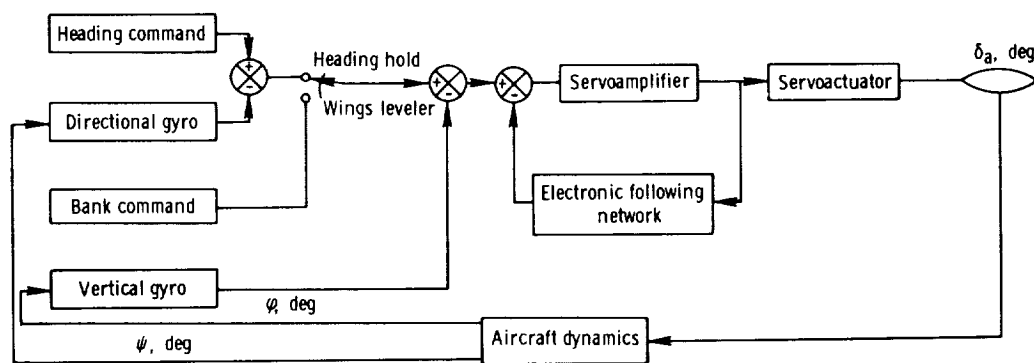 Heading command
δa, deg
+
-
Heading hold
Wings leveler
+
-
+
-
Servoamplifier
Servoactuator
Directional gyro
Bank command
Electronic following
network
Vertical gyro
φ, deg
ψ, deg
Aircraft dynamics